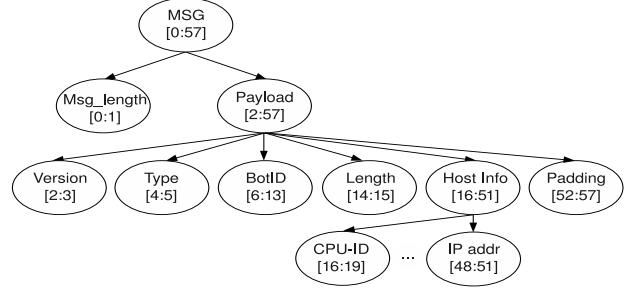 MSG
[0:57]
Msg_length
[0:1]
Payload
[2:57]
Version
[2:3]
Type
[4:5]
BotID
[6:13]
Length
[14:15]
Host Info
[16:51]
Padding
[52:57]
CPU-ID
[16:19]
...
IP addr
[48:51]